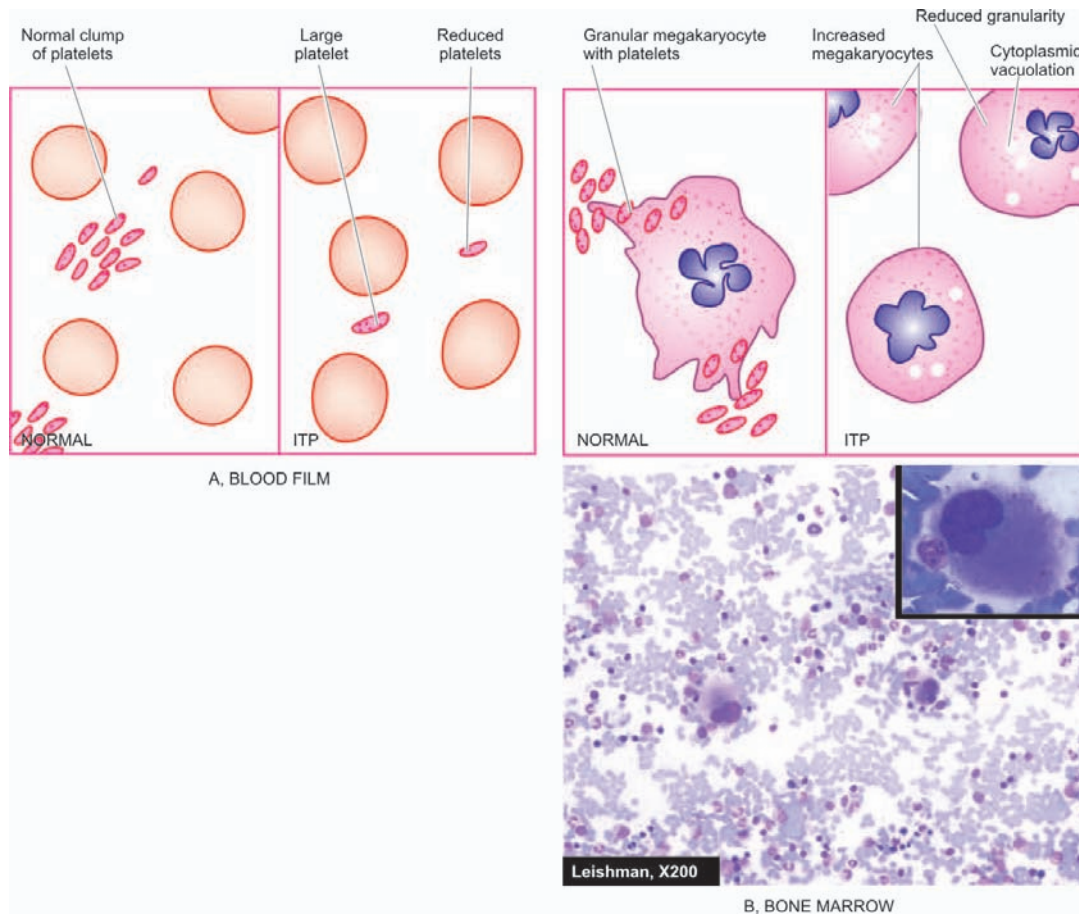 Normal clump
of platelets
Large
platelet
Reduced
platelets
Granular megakaryocyte
with platelets
Increased
megakaryocytes
Reduced granularity
Cytoplasmic
vacuolation
NORMAL
ITP
NORMAL
ITP
A, BLOOD FILM
Leishman, X200
B, BONE MARROW